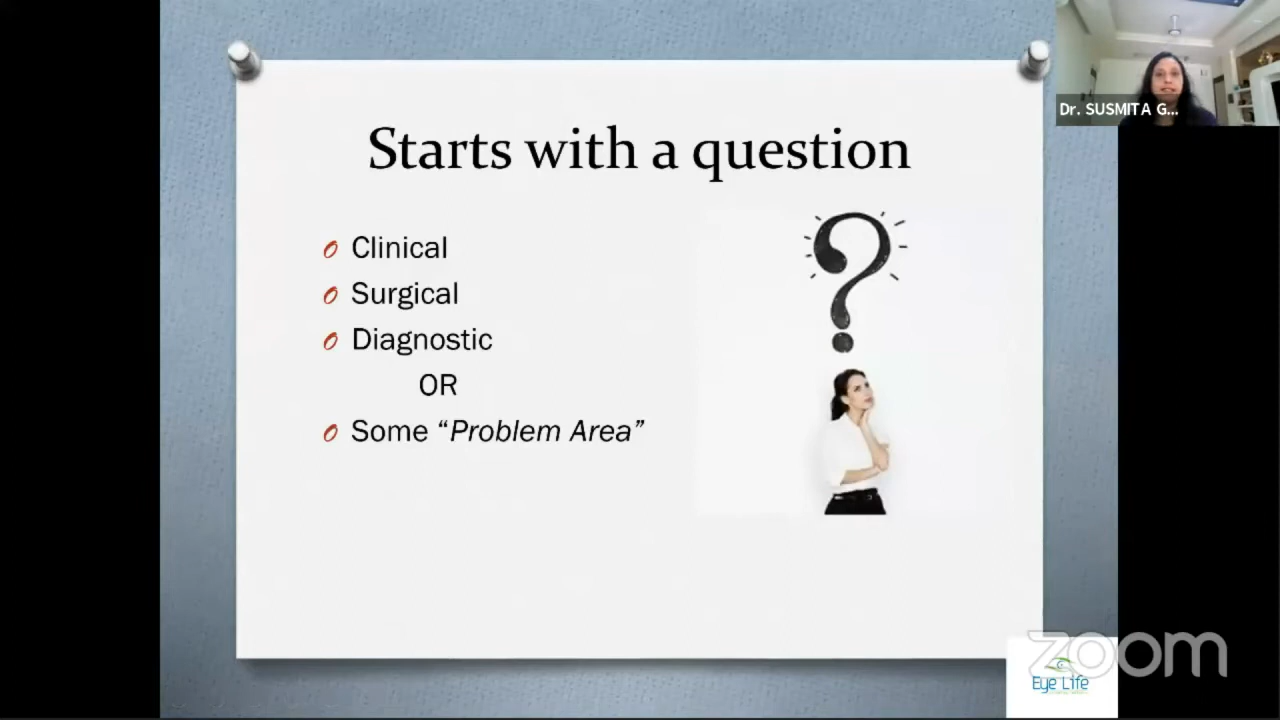 Starts with a question
Clinical
Surgical
Diagnostic
OR
Some “Problem Area”
Dr. SUSMITA G...
zoom
Eye Life